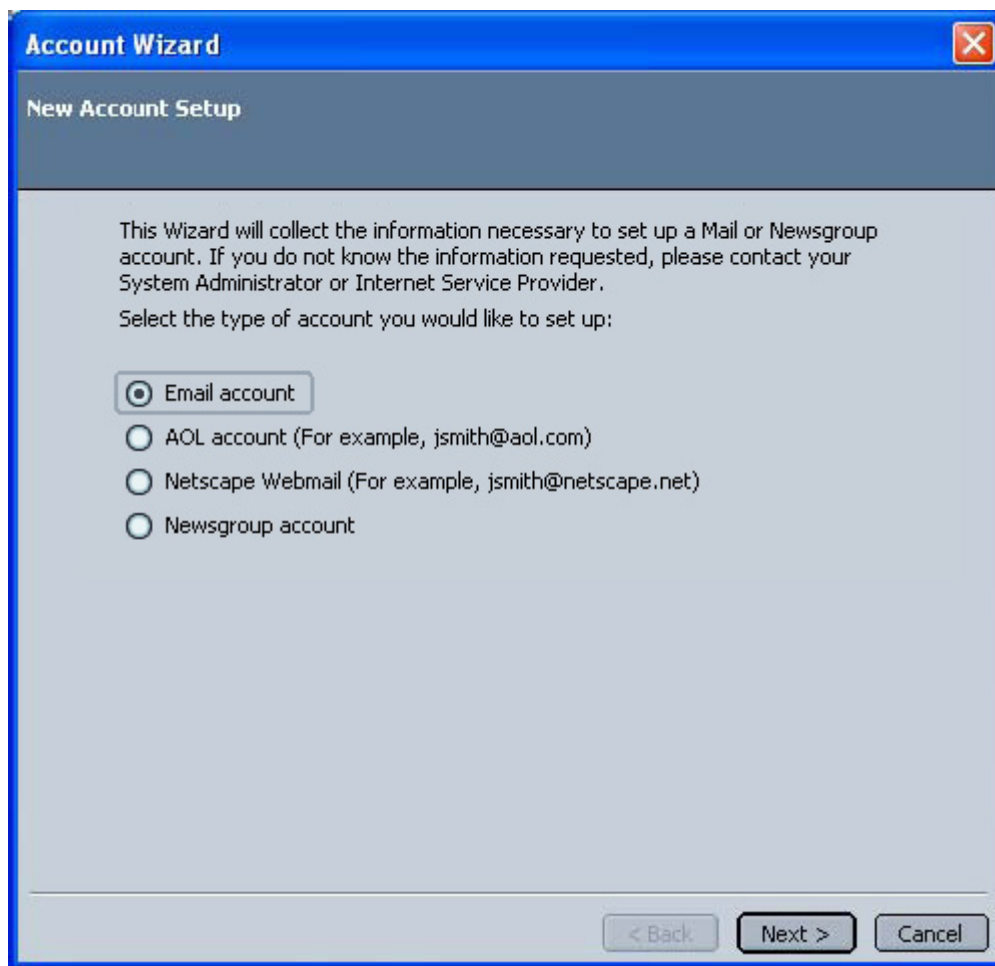 Account Wizard
New Account Setup
This Wizard will collect the information necessary to set up a Mail or Newsgroup
account. If you do not know the information requested, please contact your
System Administrator or Internet Service Provider.
Select the type of account you would like to set up:
Email account
AOL account (For example, jsmith@aol.com)
Netscape Webmail (For example, jsmith@netscape.net)
Newsgroup account
< Back Next > Cancel